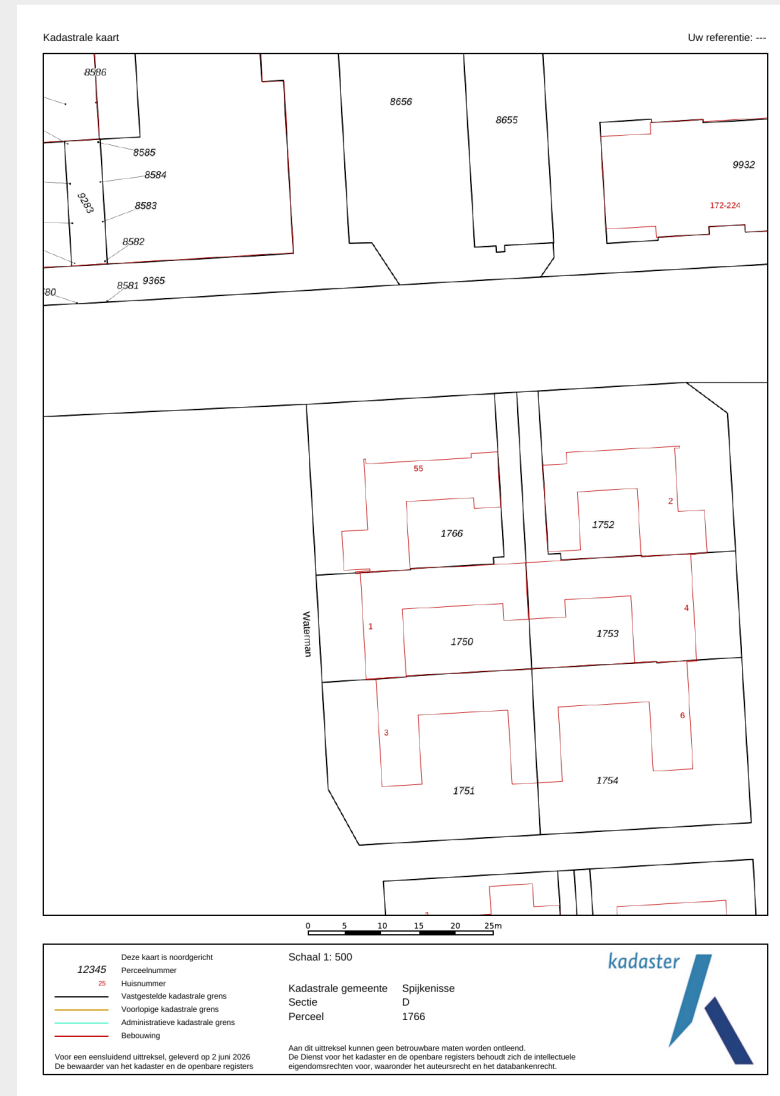 Kadastrale kaart
Uw referentie: ---
8586
8656
8655
8585
9932
8584
9283
172-224
8583
8582
9365
8581
80
55
2
1766
1752
Waterman
1
4
1750
1753
3
6
1751
1754
0 5 10 15 20 25m
Deze kaart is noordgericht
12345 Perceelnummer
25 Huisnummer
Vastgestelde kadastrale grens
Voorlopige kadastrale grens
Administratieve kadastrale grens
Bebouwing
Voor een eensluidend uittreksel, geleverd op 2 juni 2026
De bewaarder van het kadaster en de openbare registers
Schaal 1: 500
Kadastrale gemeente Spijkenisse
Sectie D
Perceel 1766
Aan dit uittreksel kunnen geen betrouwbare maten worden ontleend.
De Dienst voor het kadaster en de openbare registers behoudt zich de intellectuele
eigendomsrechten voor, waaronder het auteursrecht en het databankenrecht.
kadaster